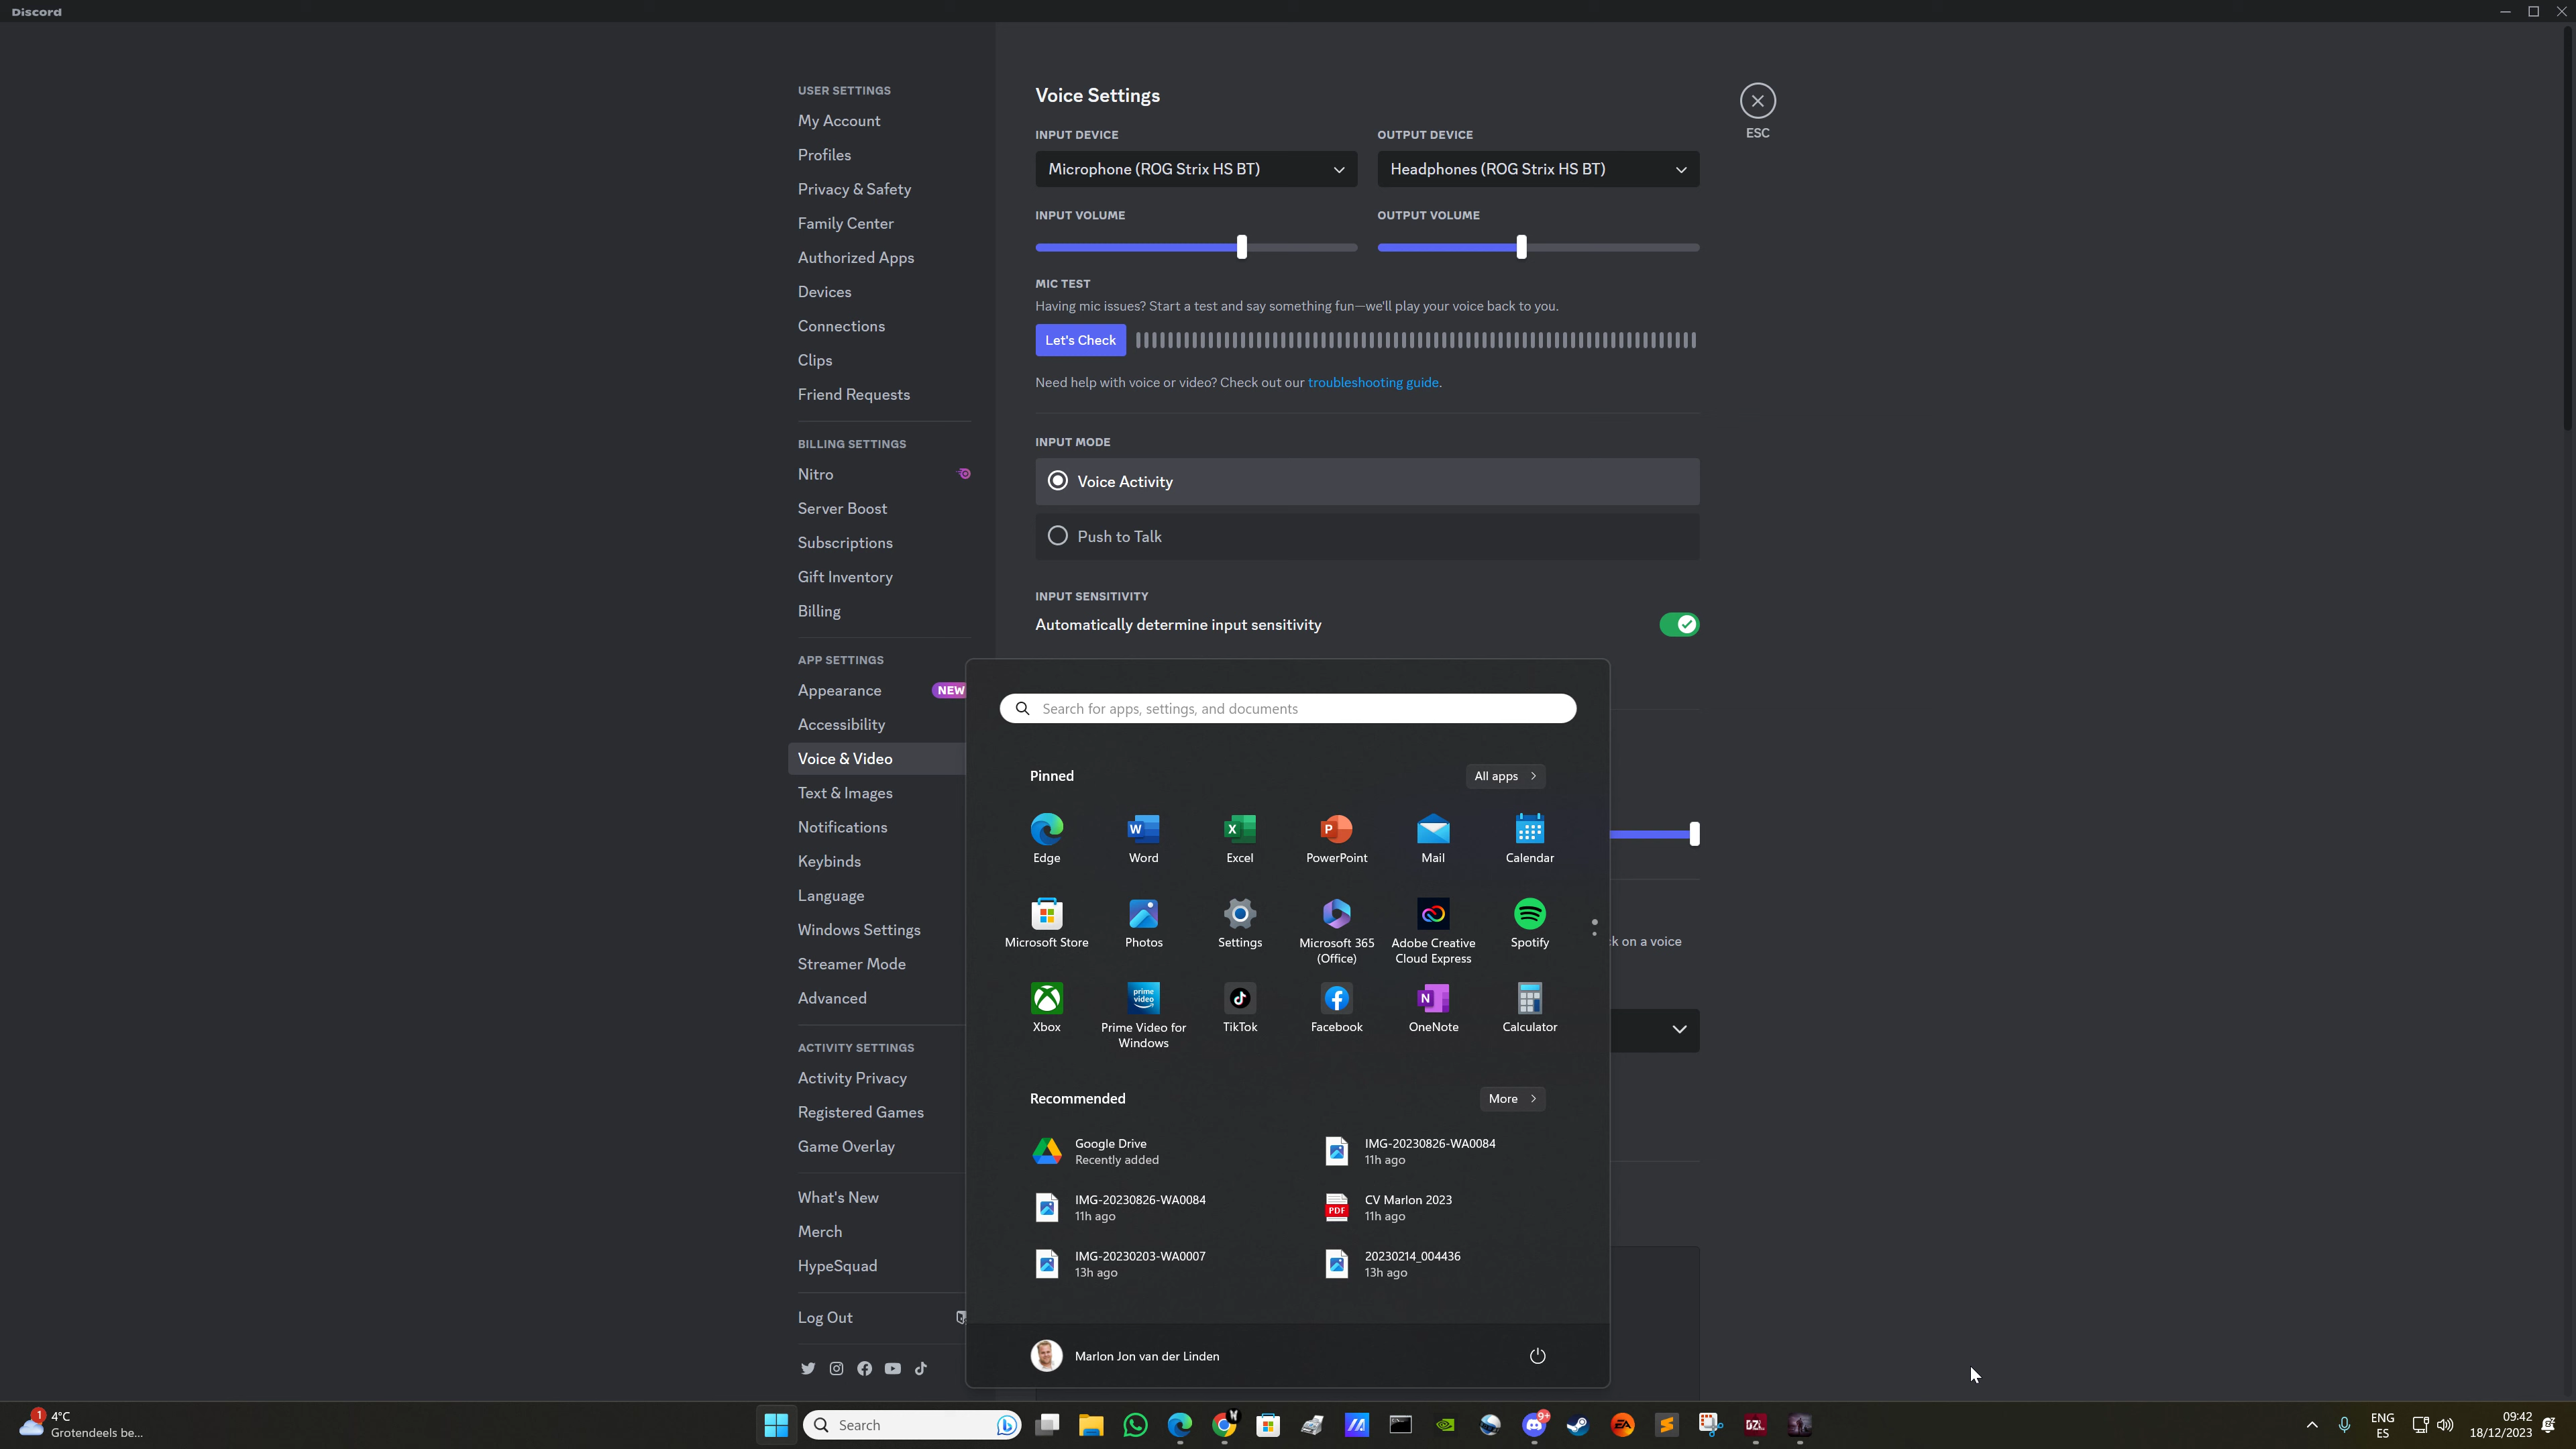 Discord
USER SETTINGS
My Account
Profiles
Privacy & Safety
Family Center
Authorized Apps
Devices
Connections
Clips
Friend Requests
BILLING SETTINGS
Nitro
Server Boost
Subscriptions
Gift Inventory
Billing
APP SETTINGS
Appearance
NEW
Accessibility
Voice & Video
Text & Images
Notifications
Keybinds
Language
Windows Settings
Streamer Mode
Advanced
ACTIVITY SETTINGS
Activity Privacy
Registered Games
Game Overlay
What's New
Merch
HypeSquad
Log Out
Voice Settings
ESC
INPUT DEVICE
OUTPUT DEVICE
Microphone (ROG Strix HS BT)
Headphones (ROG Strix HS BT)
INPUT VOLUME
OUTPUT VOLUME
MIC TEST
Having mic issues? Start a test and say something fun—we'll play your voice back to you.
Let's Check
Need help with voice or video? Check out our troubleshooting guide.
INPUT MODE
Voice Activity
Push to Talk
INPUT SENSITIVITY
Automatically determine input sensitivity
k on a voice
Search for apps, settings, and documents
Pinned
All apps
Edge
Word
Excel
PowerPoint
Mail
Calendar
Microsoft Store
Photos
Settings
Microsoft 365
(Office)
Adobe Creative
Cloud Express
Spotify
Xbox
prime
video
Prime Video for
Windows
TikTok
Facebook
OneNote
Calculator
Recommended
More
Google Drive
Recently added
IMG-20230826-WA0084
11h ago
IMG-20230826-WA0084
11h ago
PDF
CV Marlon 2023
11h ago
IMG-20230203-WA0007
13h ago
20230214_004436
13h ago
Marlon Jon van der Linden
1
4°C
Grotendeels be...
Search
9+
EA
DZL
ENG
ES
09:42
18/12/2023